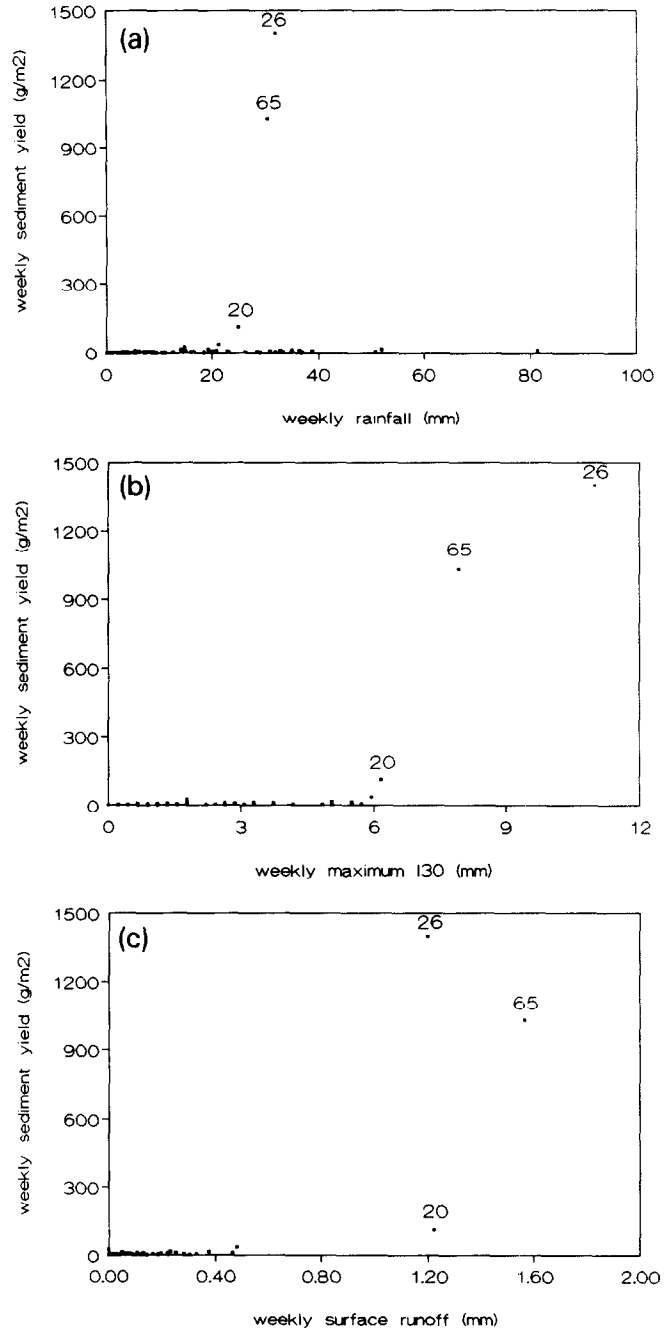 (a)
1500
1200
900
600
300
0
weekly sediment yield (g/m2)
26
65
20
0 20 40 60 80 100
weekly rainfall (mm)
(b)
1500
1200
900
600
300
0
weekly sediment yield (g/m2)
26
65
20
0 3 6 9 12
weekly maximum I30 (mm)
(c)
1500
1200
900
600
300
0
weekly sediment yield (g/m2)
26
65
20
0.00 0.40 0.80 1.20 1.60 2.00
weekly surface runoff (mm)